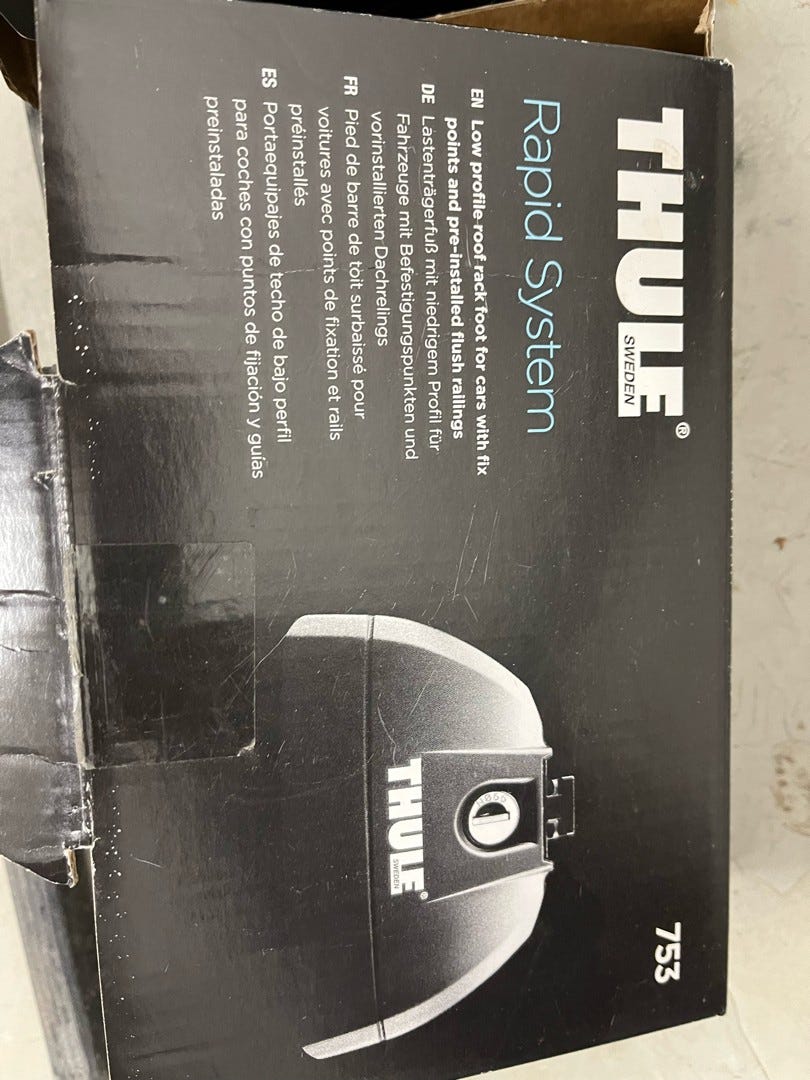 THULE®
SWEDEN
Rapid System
EN Low profile roof rack foot for cars with fix
points and pre-installed flush railings
DE Lastenträgerfuß mit niedrigem Profil für
Fahrzeuge mit Befestigungspunkten und
vorinstallierten Dachrelings
FR Pied de barre de toit surbaissé pour
voitures avec points de fixation et rails
préinstallés
ES Portaequipajes de techo de bajo perfil
para coches con puntos de fijación y guías
preinstaladas
753
THULE®
SWEDEN